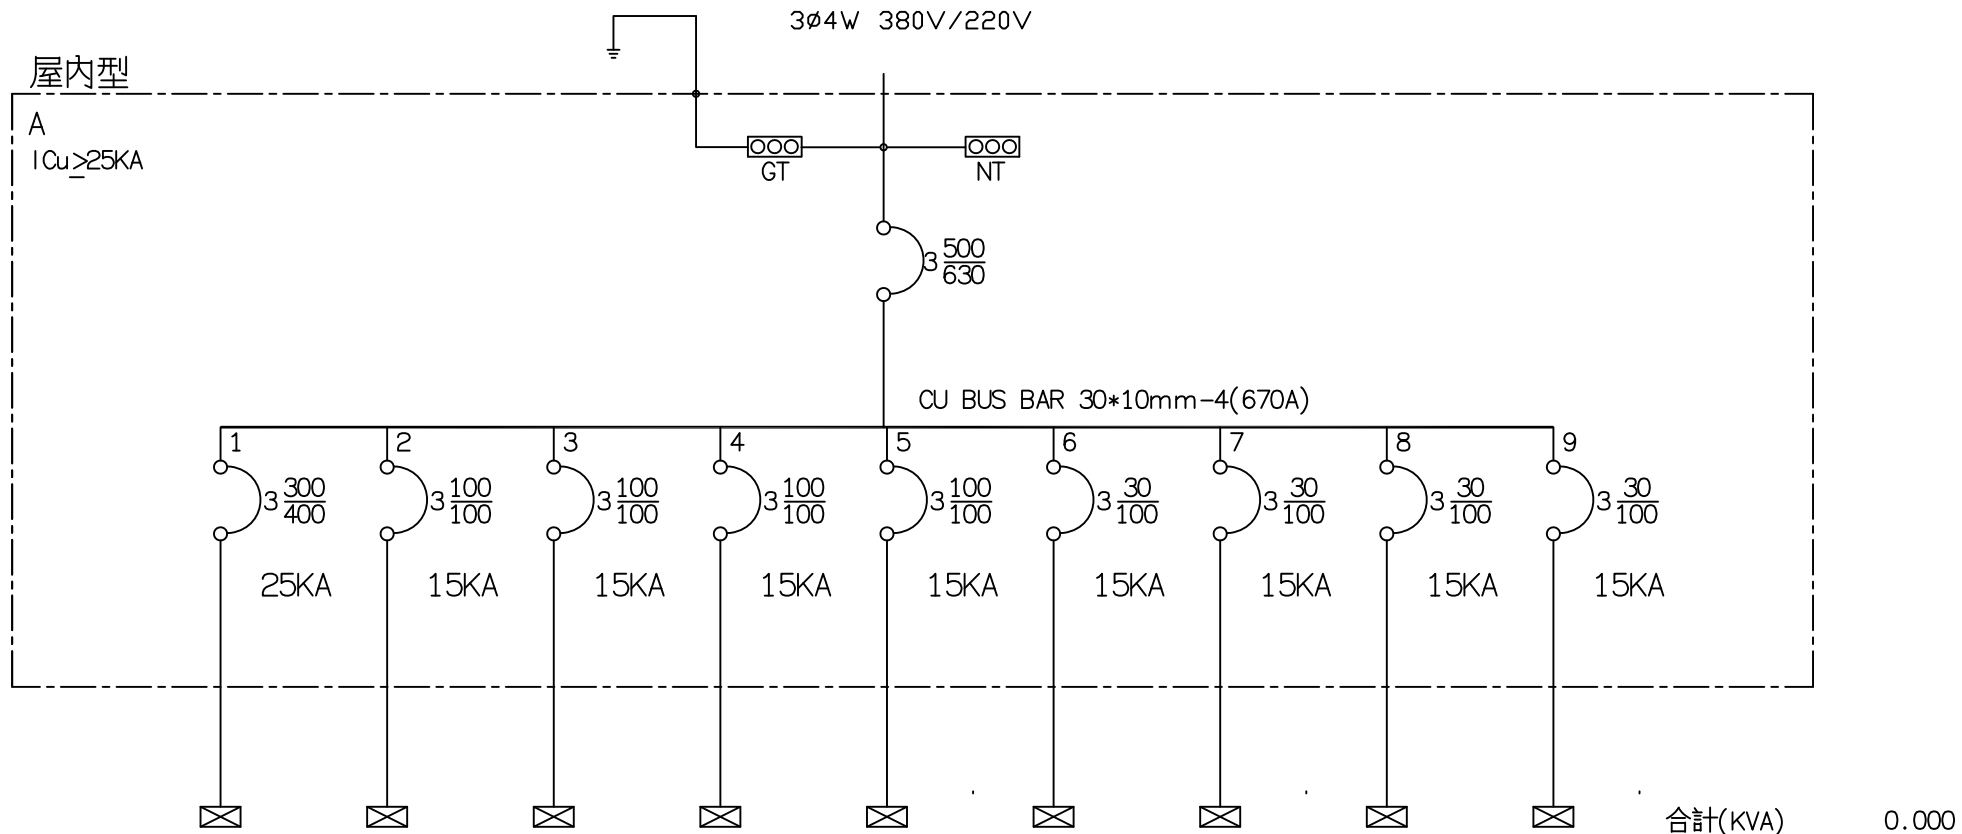 3Ø4W 380V/220V
屋內型
A
ICu≥25KA
GT
NT
3 500/630
CU BUS BAR 30*10mm-4(670A)
1 2 3 4 5 6 7 8 9
3 300/400 3 100/100 3 100/100 3 100/100 3 100/100 3 30/100 3 30/100 3 30/100 3 30/100
25KA 15KA 15KA 15KA 15KA 15KA 15KA 15KA 15KA
合計(KVA) 0.000